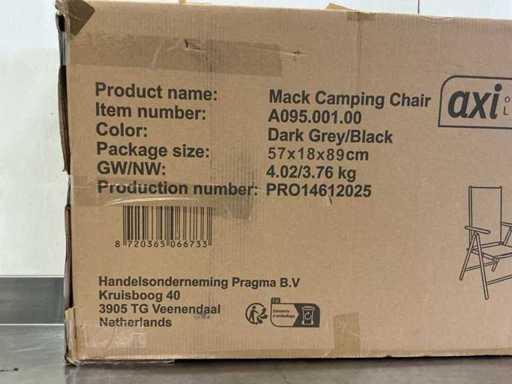 Product name: Mack Camping Chair
Item number: A095.001.00
Color: Dark Grey/Black
Package size: 57x18x89cm
GW/NW: 4.02/3.76 kg
Production number: PRO14612025
axi
8 720365 066733
Handelsonderneming Pragma B.V
Kruisboog 40
3905 TG Veenendaal
Netherlands